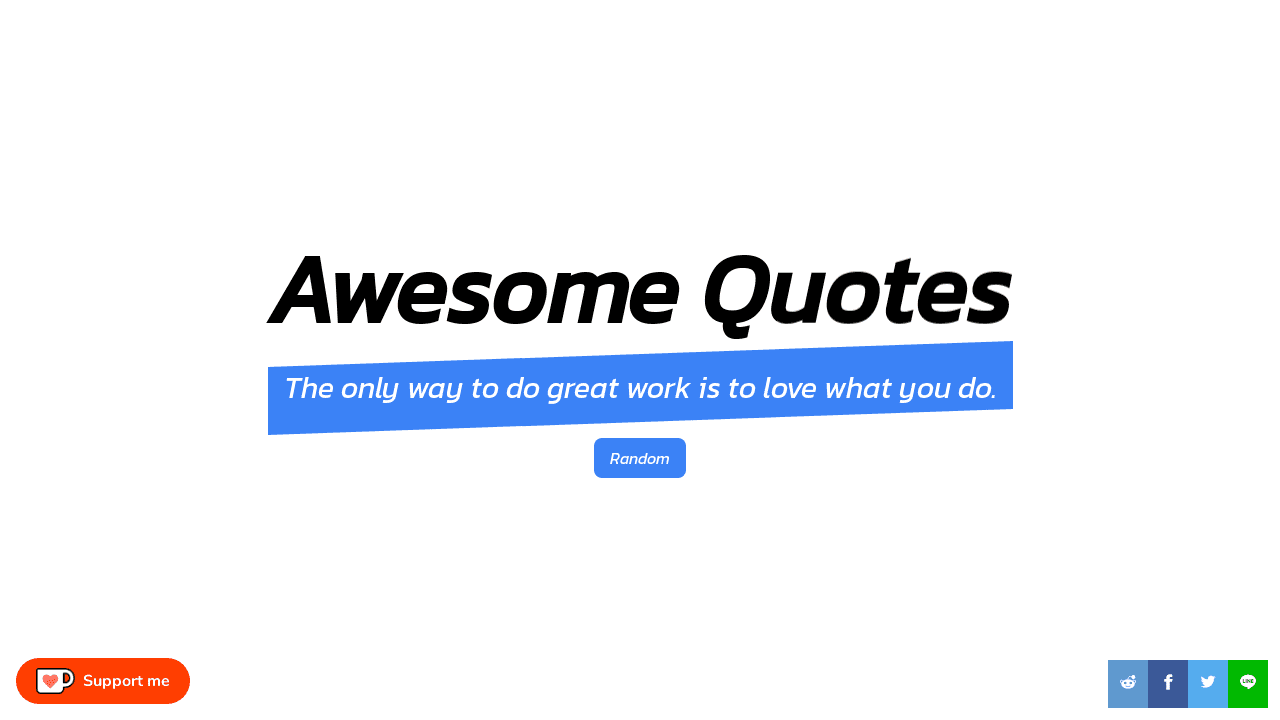 Awesome Quotes
The only way to do great work is to love what you do.
Random
Support me
LINE